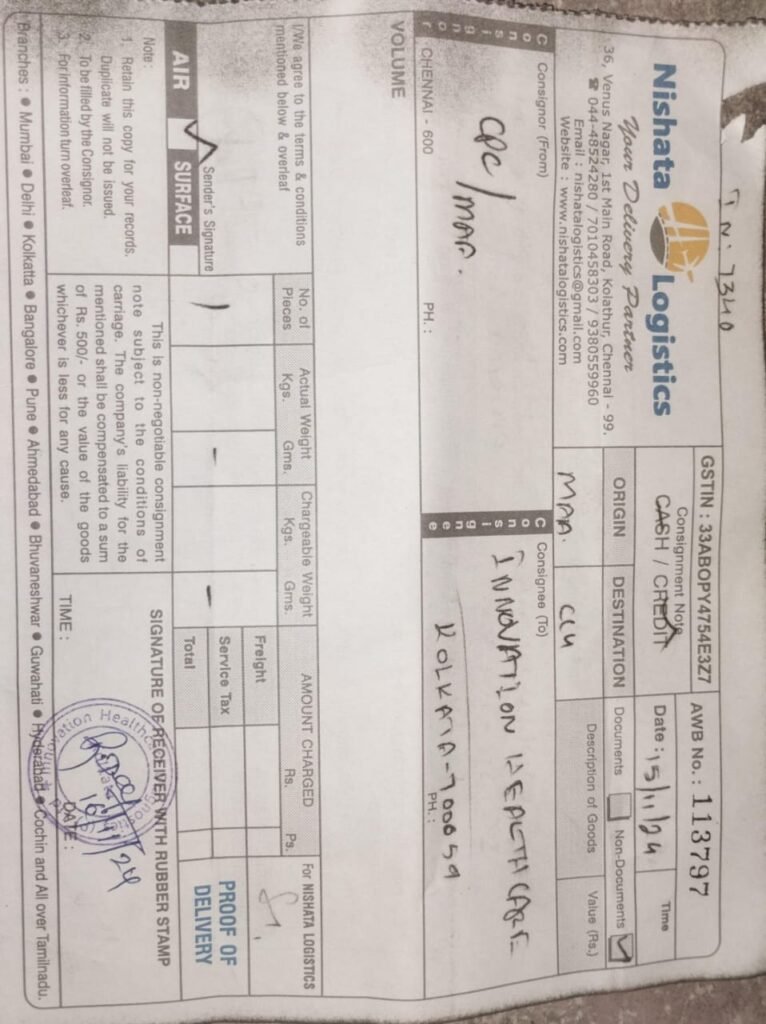 IN: 7340
Nishata Logistics
Your Delivery Partner
36, Venus Nagar, 1st Main Road, Kolathur, Chennai - 99.
☎ 044-48524280 / 7010458303 / 9380559960
Email : nishatalogistics@gmail.com
Website : www.nishatalogistics.com
GSTIN : 33ABOPY4754E3Z7
Consignment Note
CASH / CREDIT
AWB No. : 113797
Date : 15/11/24
Time
ORIGIN
DESTINATION
MAA.
CCU
Documents
Non-Documents
Description of Goods
Value (Rs.)
Consignor
Consignor (From)
CPC/MAA.
CHENNAI - 600
PH. :
Consignee
Consignee (To)
INNOVATION HEALTH CARE
KOLKATA-700059
PH. :
VOLUME
I/We agree to the terms & conditions
mentioned below & overleaf
Sender's Signature
AIR
SURFACE
No. of Pieces
Actual Weight
Kgs. Gms.
Chargeable Weight
Kgs. Gms.
AMOUNT CHARGED
Rs. Ps.
1 - -
Freight
Service Tax
Total
For NISHATA LOGISTICS
PROOF OF
DELIVERY
Note :
1. Retain this copy for your records.
Duplicate will not be issued.
2. To be filled by the Consignor.
3. For information turn overleaf.
This is non-negotiable consignment
note subject to the conditions of
carriage. The company's liability for the
mentioned shall be compensated to a sum
of Rs. 500/- or the value of the goods
whichever is less for any cause.
SIGNATURE OF RECEIVER WITH RUBBER STAMP
TIME :
DATE :
16/11/24
Branches : ● Mumbai ● Delhi ● Kolkatta ● Bangalore ● Pune ● Ahmedabad ● Bhuvaneshwar ● Guwahati ● Hyderabad ● Cochin and All over Tamilnadu.